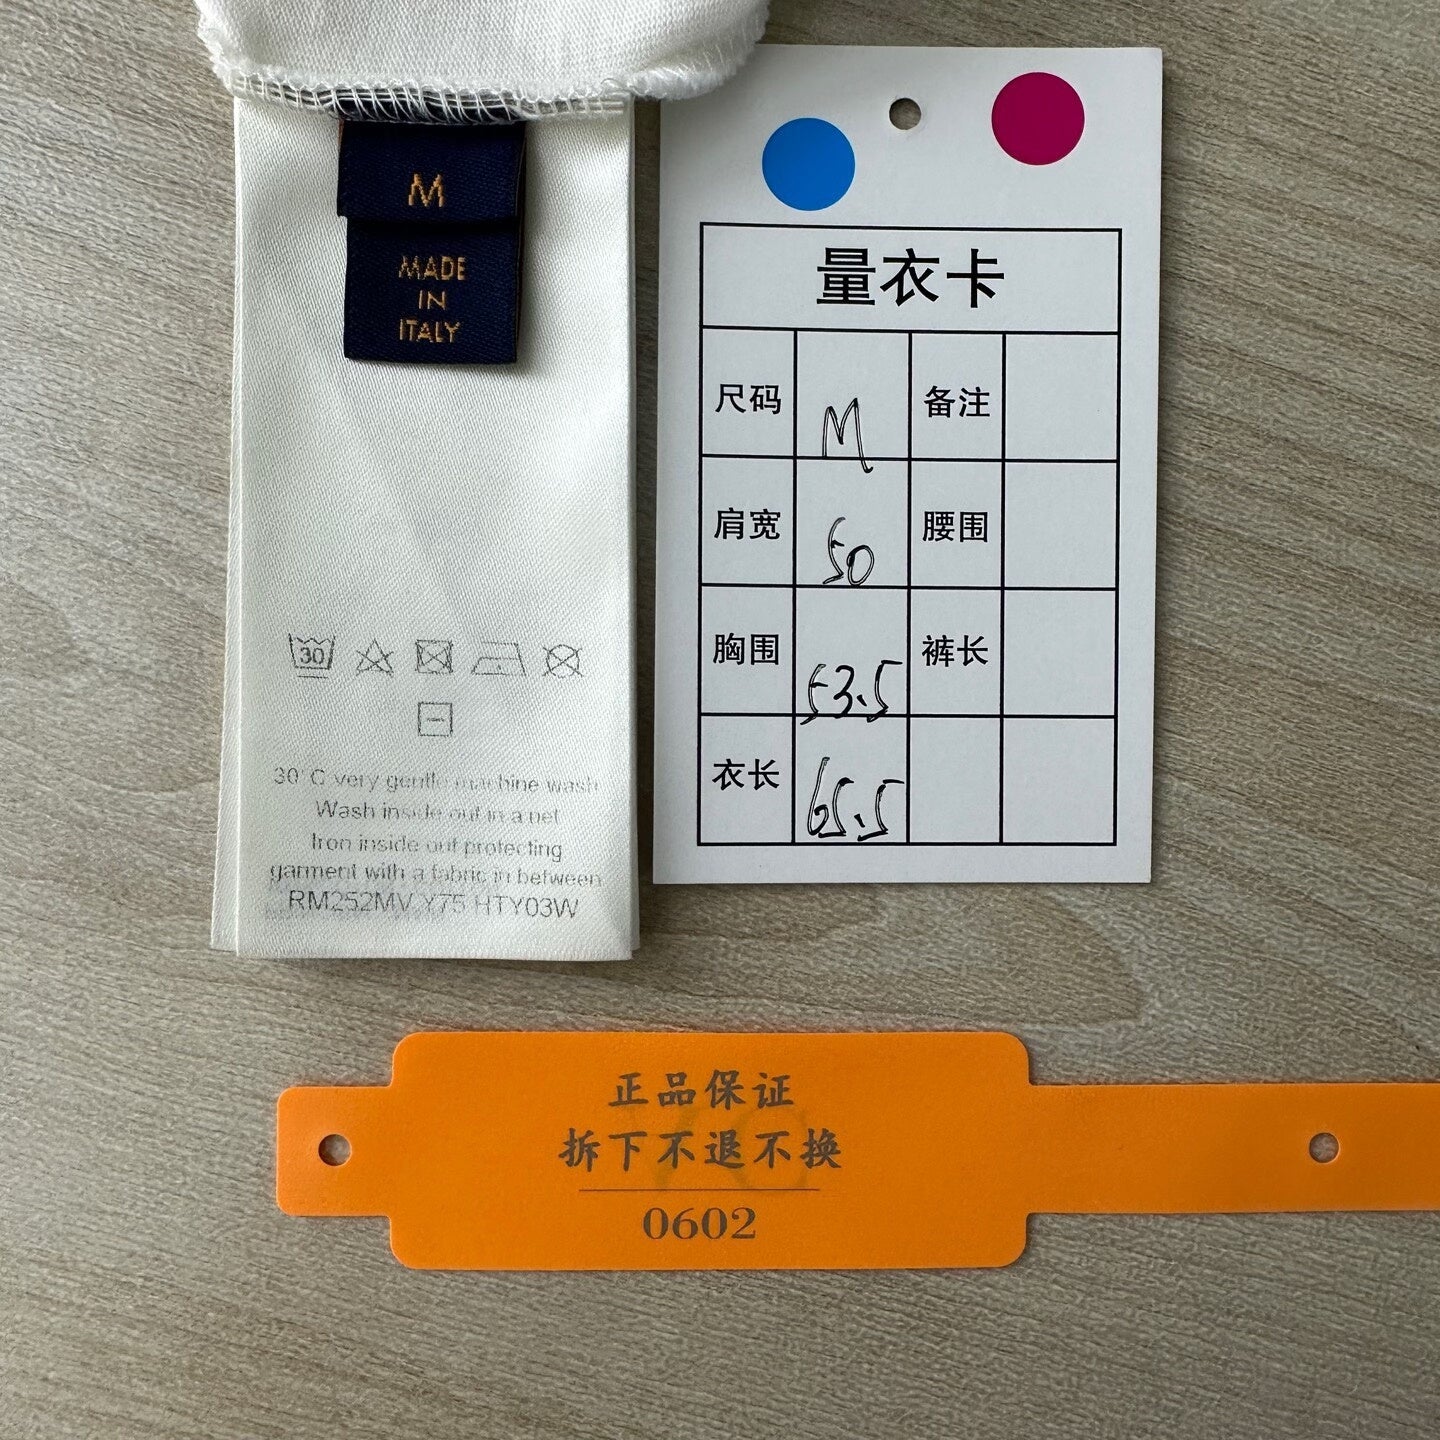 M
MADE
IN
ITALY
30
30°C very gentle machine wash
Wash inside out in a net
Iron inside out protecting
garment with a fabric in between
RM252MV Y75 HTY03W
量衣卡
尺码 M 备注
肩宽 50 腰围
胸围 53.5 裤长
衣长 65.5
正品保证
拆下不退不换
0602